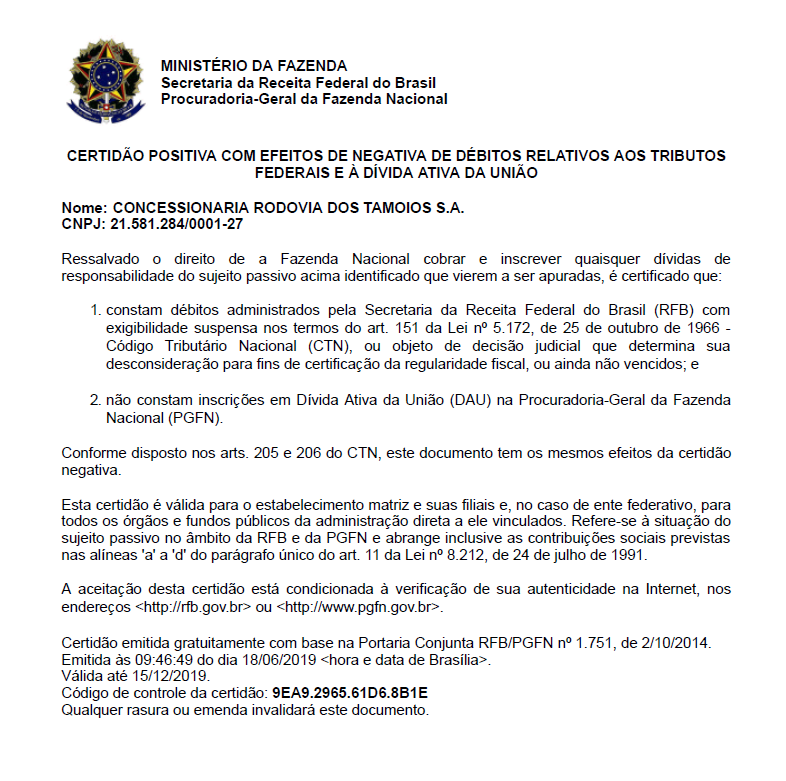 MINISTÉRIO DA FAZENDA
Secretaria da Receita Federal do Brasil
Procuradoria-Geral da Fazenda Nacional
CERTIDÃO POSITIVA COM EFEITOS DE NEGATIVA DE DÉBITOS RELATIVOS AOS TRIBUTOS
FEDERAIS E À DÍVIDA ATIVA DA UNIÃO
Nome: CONCESSIONARIA RODOVIA DOS TAMOIOS S.A.
CNPJ: 21.581.284/0001-27
Ressalvado o direito de a Fazenda Nacional cobrar e inscrever quaisquer dívidas de
responsabilidade do sujeito passivo acima identificado que vierem a ser apuradas, é certificado que:
1. constam débitos administrados pela Secretaria da Receita Federal do Brasil (RFB) com
exigibilidade suspensa nos termos do art. 151 da Lei nº 5.172, de 25 de outubro de 1966 -
Código Tributário Nacional (CTN), ou objeto de decisão judicial que determina sua
desconsideração para fins de certificação da regularidade fiscal, ou ainda não vencidos; e
2. não constam inscrições em Dívida Ativa da União (DAU) na Procuradoria-Geral da Fazenda
Nacional (PGFN).
Conforme disposto nos arts. 205 e 206 do CTN, este documento tem os mesmos efeitos da certidão
negativa.
Esta certidão é válida para o estabelecimento matriz e suas filiais e, no caso de ente federativo, para
todos os órgãos e fundos públicos da administração direta a ele vinculados. Refere-se à situação do
sujeito passivo no âmbito da RFB e da PGFN e abrange inclusive as contribuições sociais previstas
nas alíneas 'a' a 'd' do parágrafo único do art. 11 da Lei nº 8.212, de 24 de julho de 1991.
A aceitação desta certidão está condicionada à verificação de sua autenticidade na Internet, nos
endereços <http://rfb.gov.br> ou <http://www.pgfn.gov.br>.
Certidão emitida gratuitamente com base na Portaria Conjunta RFB/PGFN nº 1.751, de 2/10/2014.
Emitida às 09:46:49 do dia 18/06/2019 <hora e data de Brasília>.
Válida até 15/12/2019.
Código de controle da certidão: 9EA9.2965.61D6.8B1E
Qualquer rasura ou emenda invalidará este documento.